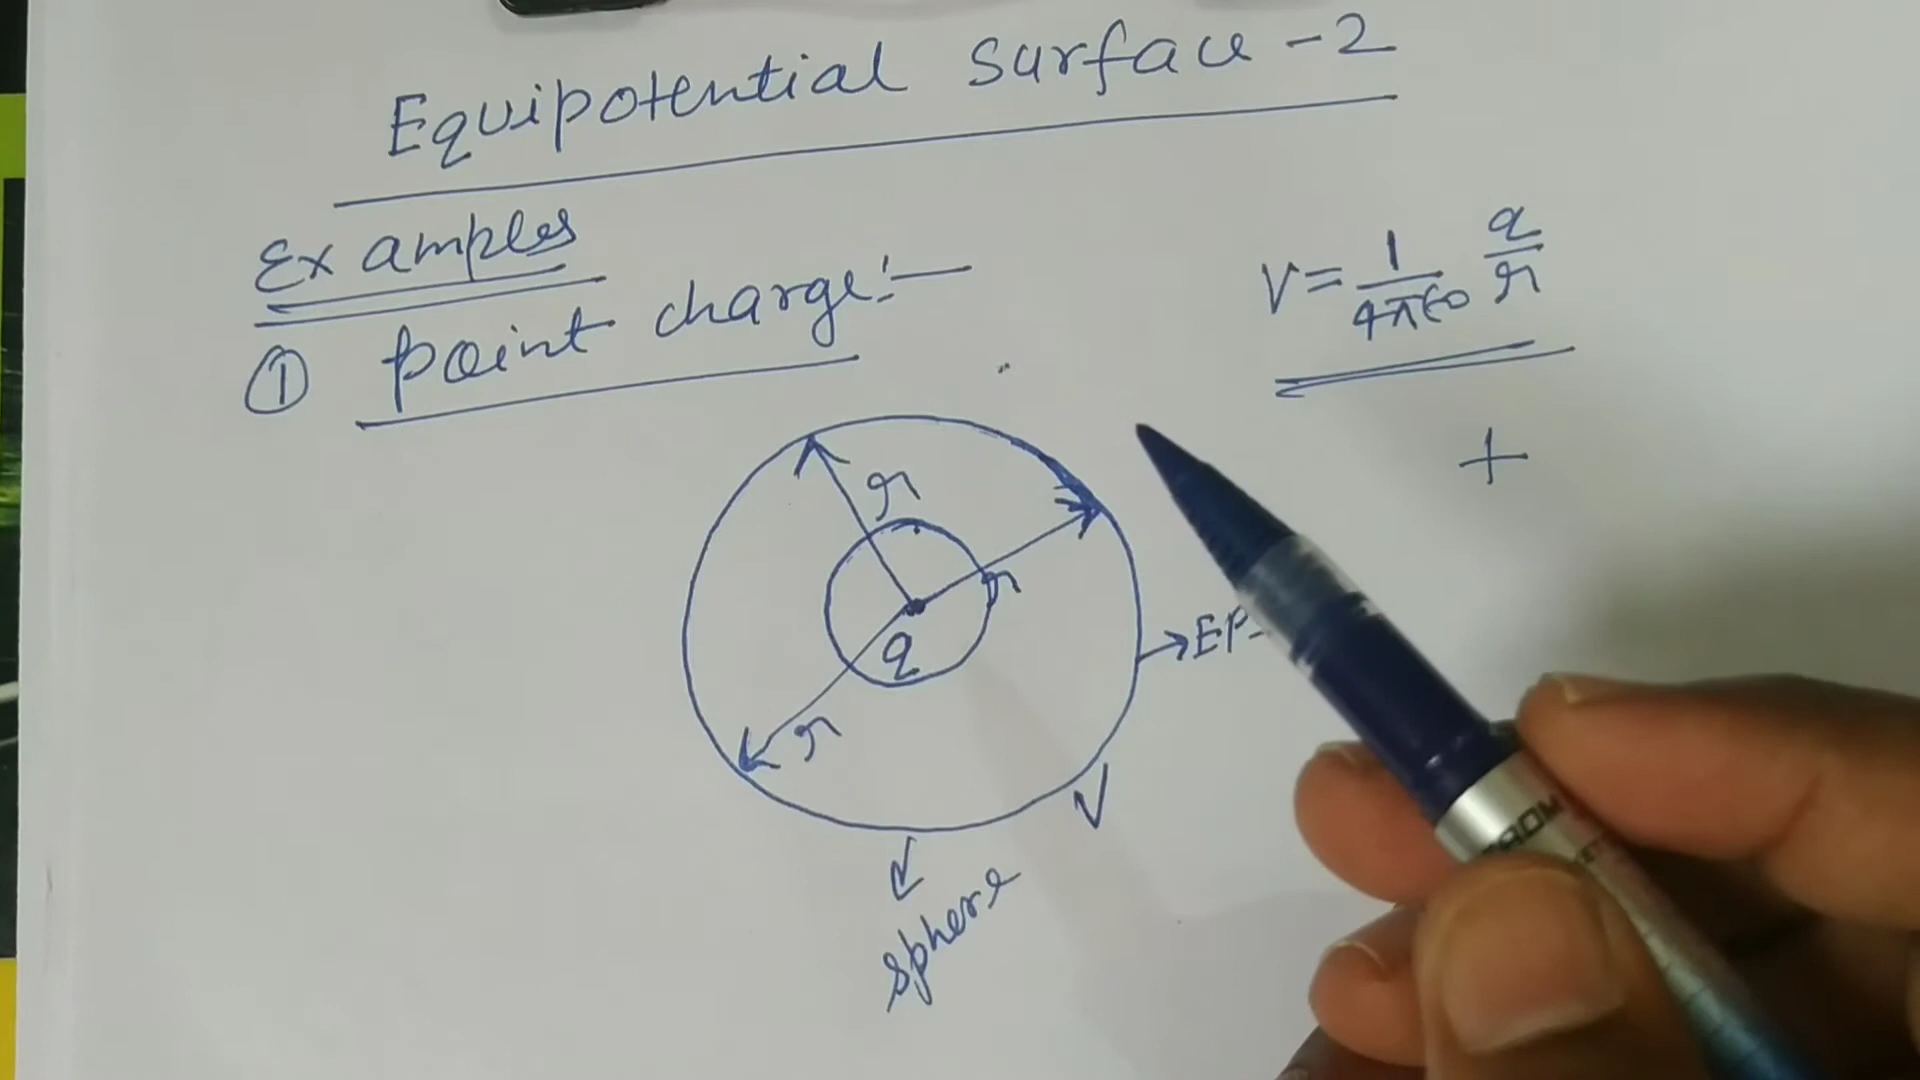 Equipotential Surface - 2
Examples
① Point charge:—
V = 1/4πε0 q/r
+
r
r
q
r
→ EP-
V
sphere